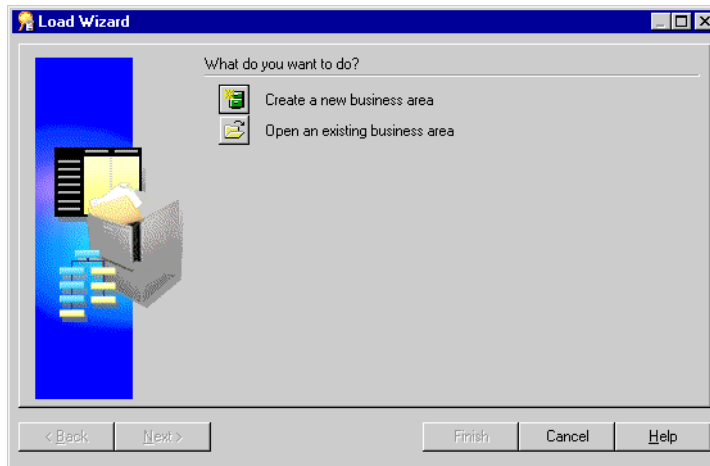 Load Wizard
What do you want to do?
Create a new business area
Open an existing business area
< Back
Next >
Finish
Cancel
Help